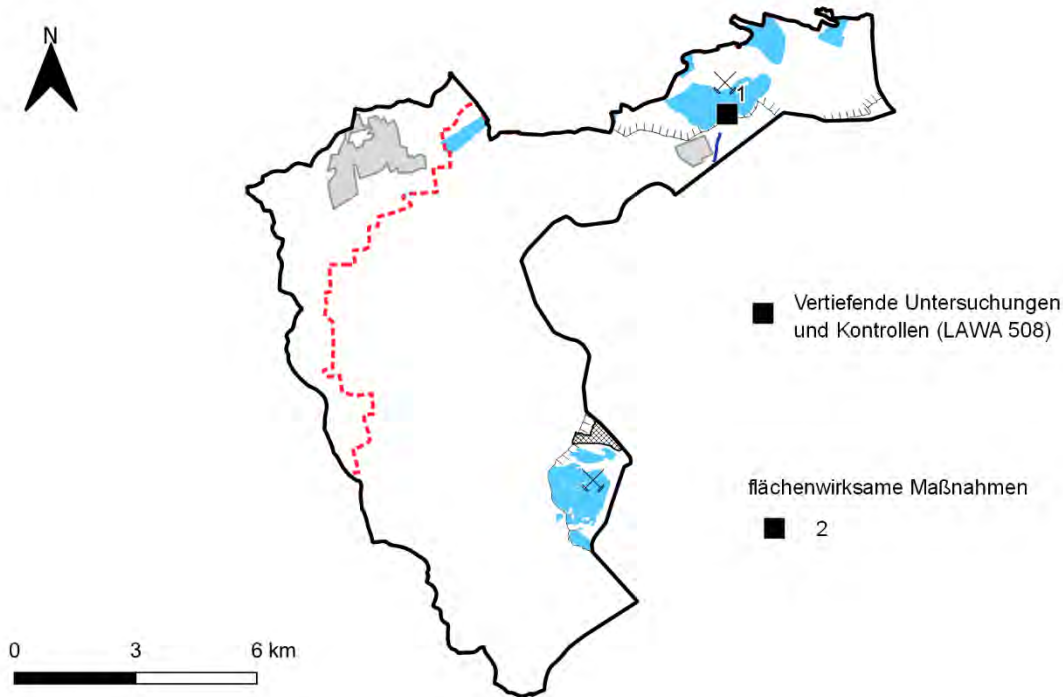 N
1
Vertiefende Untersuchungen
und Kontrollen (LAWA 508)
flächenwirksame Maßnahmen
2
0 3 6 km